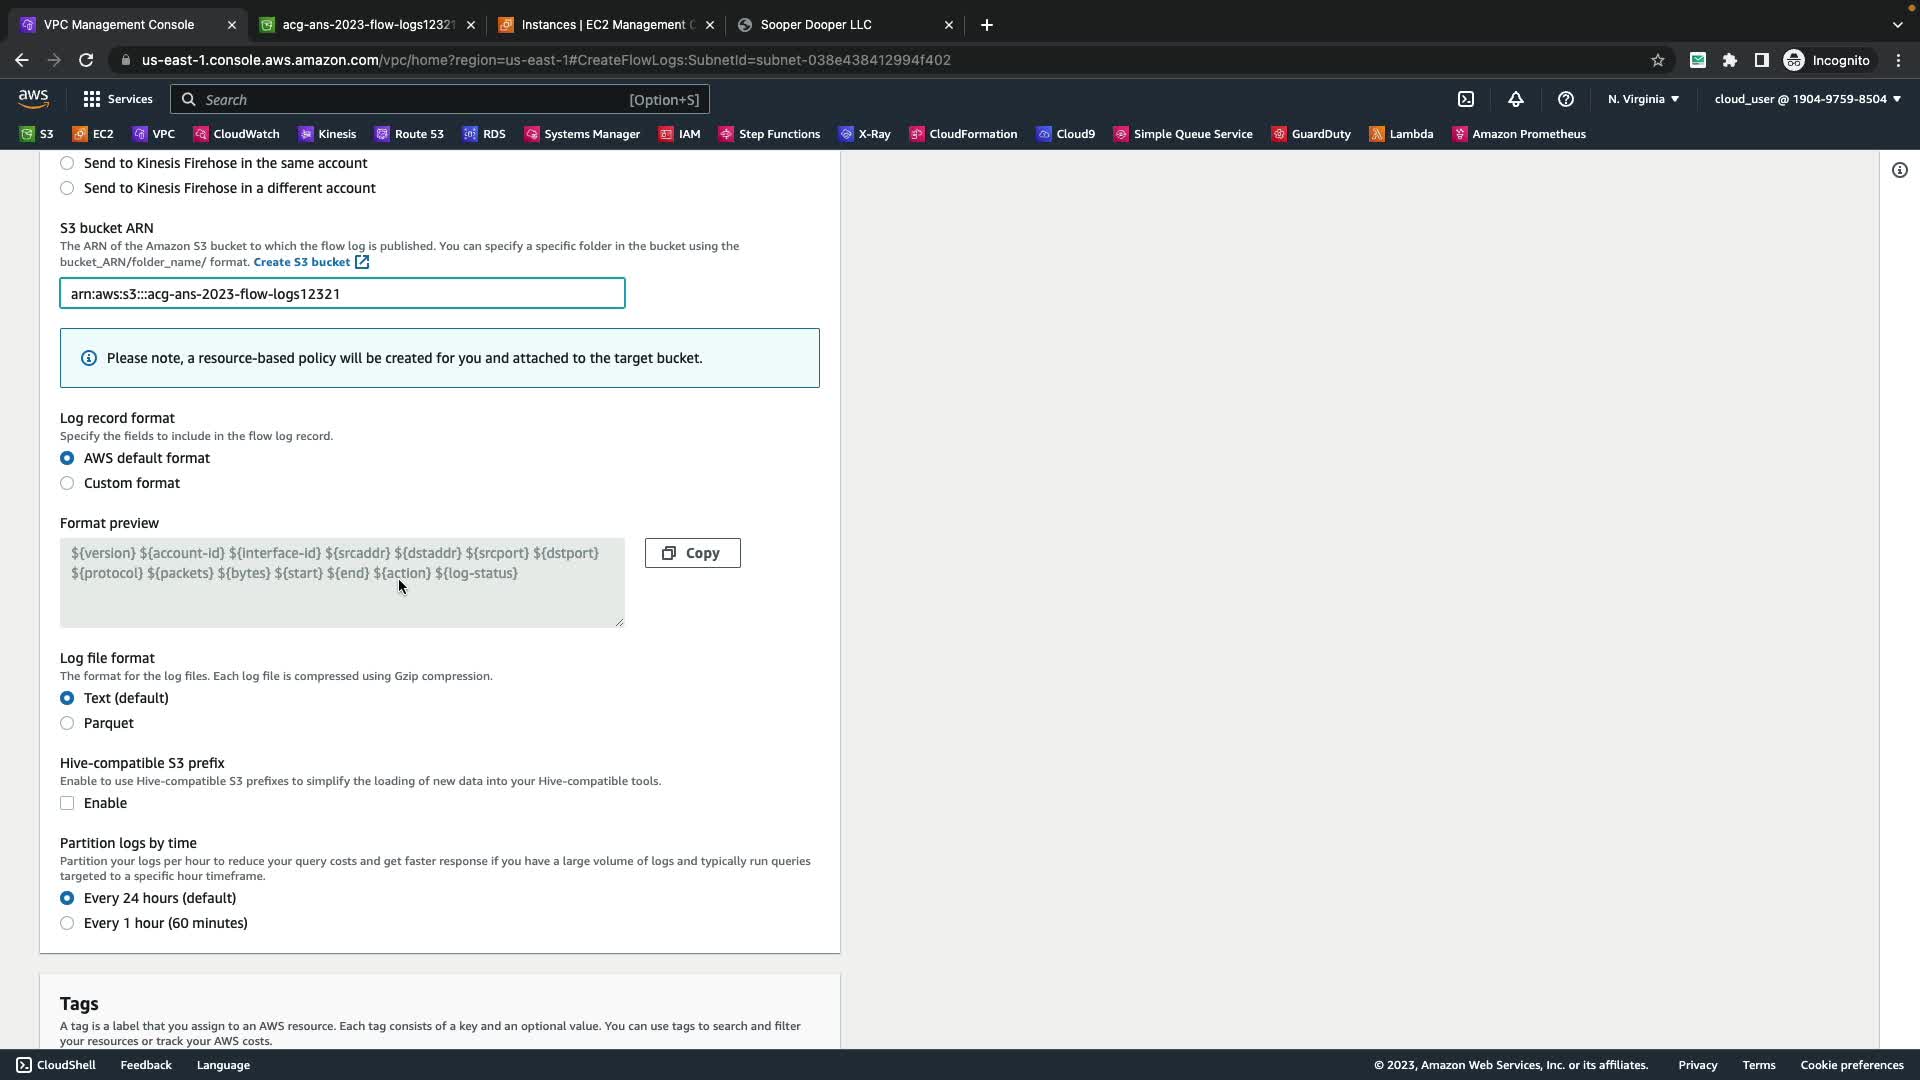 VPC Management Console
acg-ans-2023-flow-logs12321
Instances | EC2 Management C
Sooper Dooper LLC
us-east-1.console.aws.amazon.com/vpc/home?region=us-east-1#CreateFlowLogs:SubnetId=subnet-038e438412994f402
Incognito
aws
Services
Search
[Option+S]
N. Virginia
cloud_user @ 1904-9759-8504
S3
EC2
VPC
CloudWatch
Kinesis
Route 53
RDS
Systems Manager
IAM
Step Functions
X-Ray
CloudFormation
Cloud9
Simple Queue Service
GuardDuty
Lambda
Amazon Prometheus
Send to Kinesis Firehose in the same account
Send to Kinesis Firehose in a different account
S3 bucket ARN
The ARN of the Amazon S3 bucket to which the flow log is published. You can specify a specific folder in the bucket using the
bucket_ARN/folder_name/ format. Create S3 bucket
arn:aws:s3:::acg-ans-2023-flow-logs12321
Please note, a resource-based policy will be created for you and attached to the target bucket.
Log record format
Specify the fields to include in the flow log record.
AWS default format
Custom format
Format preview
${version} ${account-id} ${interface-id} ${srcaddr} ${dstaddr} ${srcport} ${dstport}
${protocol} ${packets} ${bytes} ${start} ${end} ${action} ${log-status}
Copy
Log file format
The format for the log files. Each log file is compressed using Gzip compression.
Text (default)
Parquet
Hive-compatible S3 prefix
Enable to use Hive-compatible S3 prefixes to simplify the loading of new data into your Hive-compatible tools.
Enable
Partition logs by time
Partition your logs per hour to reduce your query costs and get faster response if you have a large volume of logs and typically run queries
targeted to a specific hour timeframe.
Every 24 hours (default)
Every 1 hour (60 minutes)
Tags
A tag is a label that you assign to an AWS resource. Each tag consists of a key and an optional value. You can use tags to search and filter
your resources or track your AWS costs.
CloudShell
Feedback
Language
© 2023, Amazon Web Services, Inc. or its affiliates.
Privacy
Terms
Cookie preferences